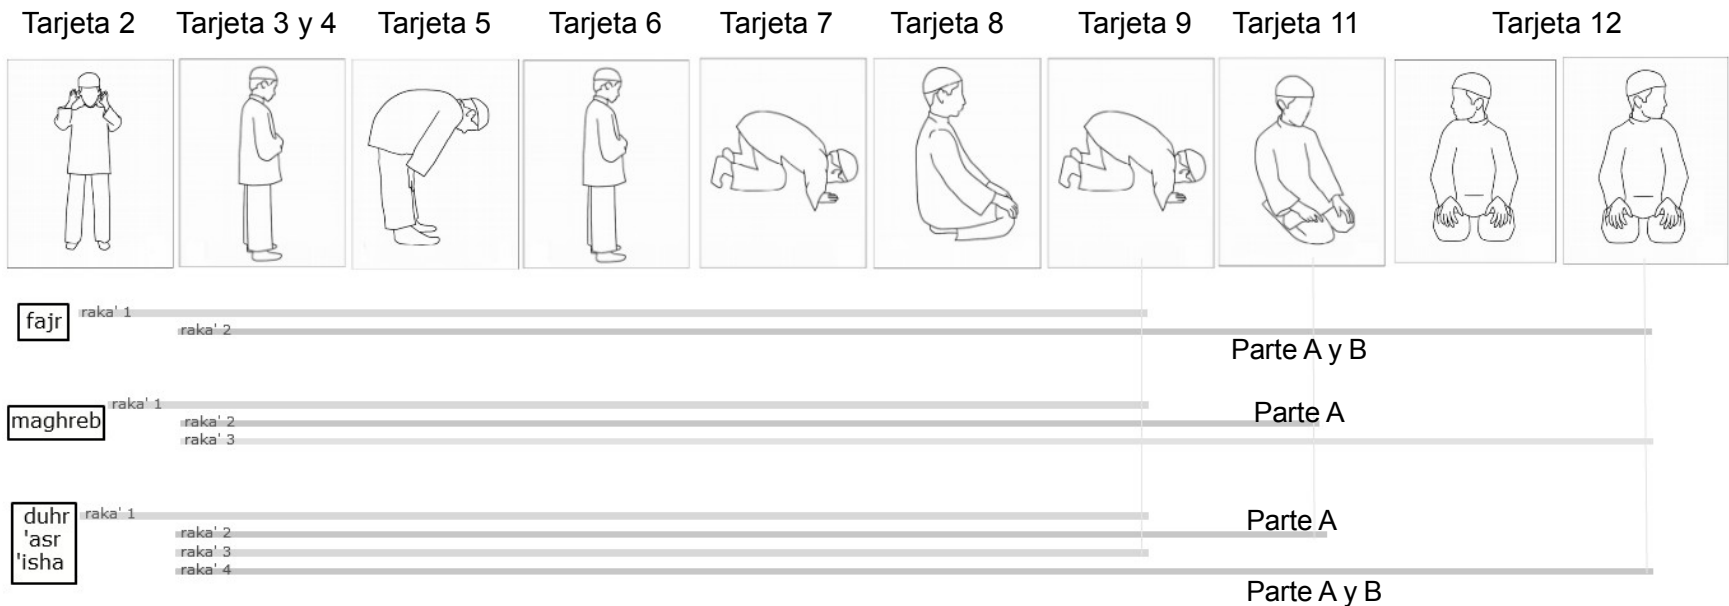 Tarjeta 2
Tarjeta 3 y 4
Tarjeta 5
Tarjeta 6
Tarjeta 7
Tarjeta 8
Tarjeta 9
Tarjeta 11
Tarjeta 12
fajr
raka' 1
raka' 2
Parte A y B
maghreb
raka' 1
raka' 2
Parte A
raka' 3
duhr
'asr
'isha
raka' 1
Parte A
raka' 2
raka' 3
raka' 4
Parte A y B